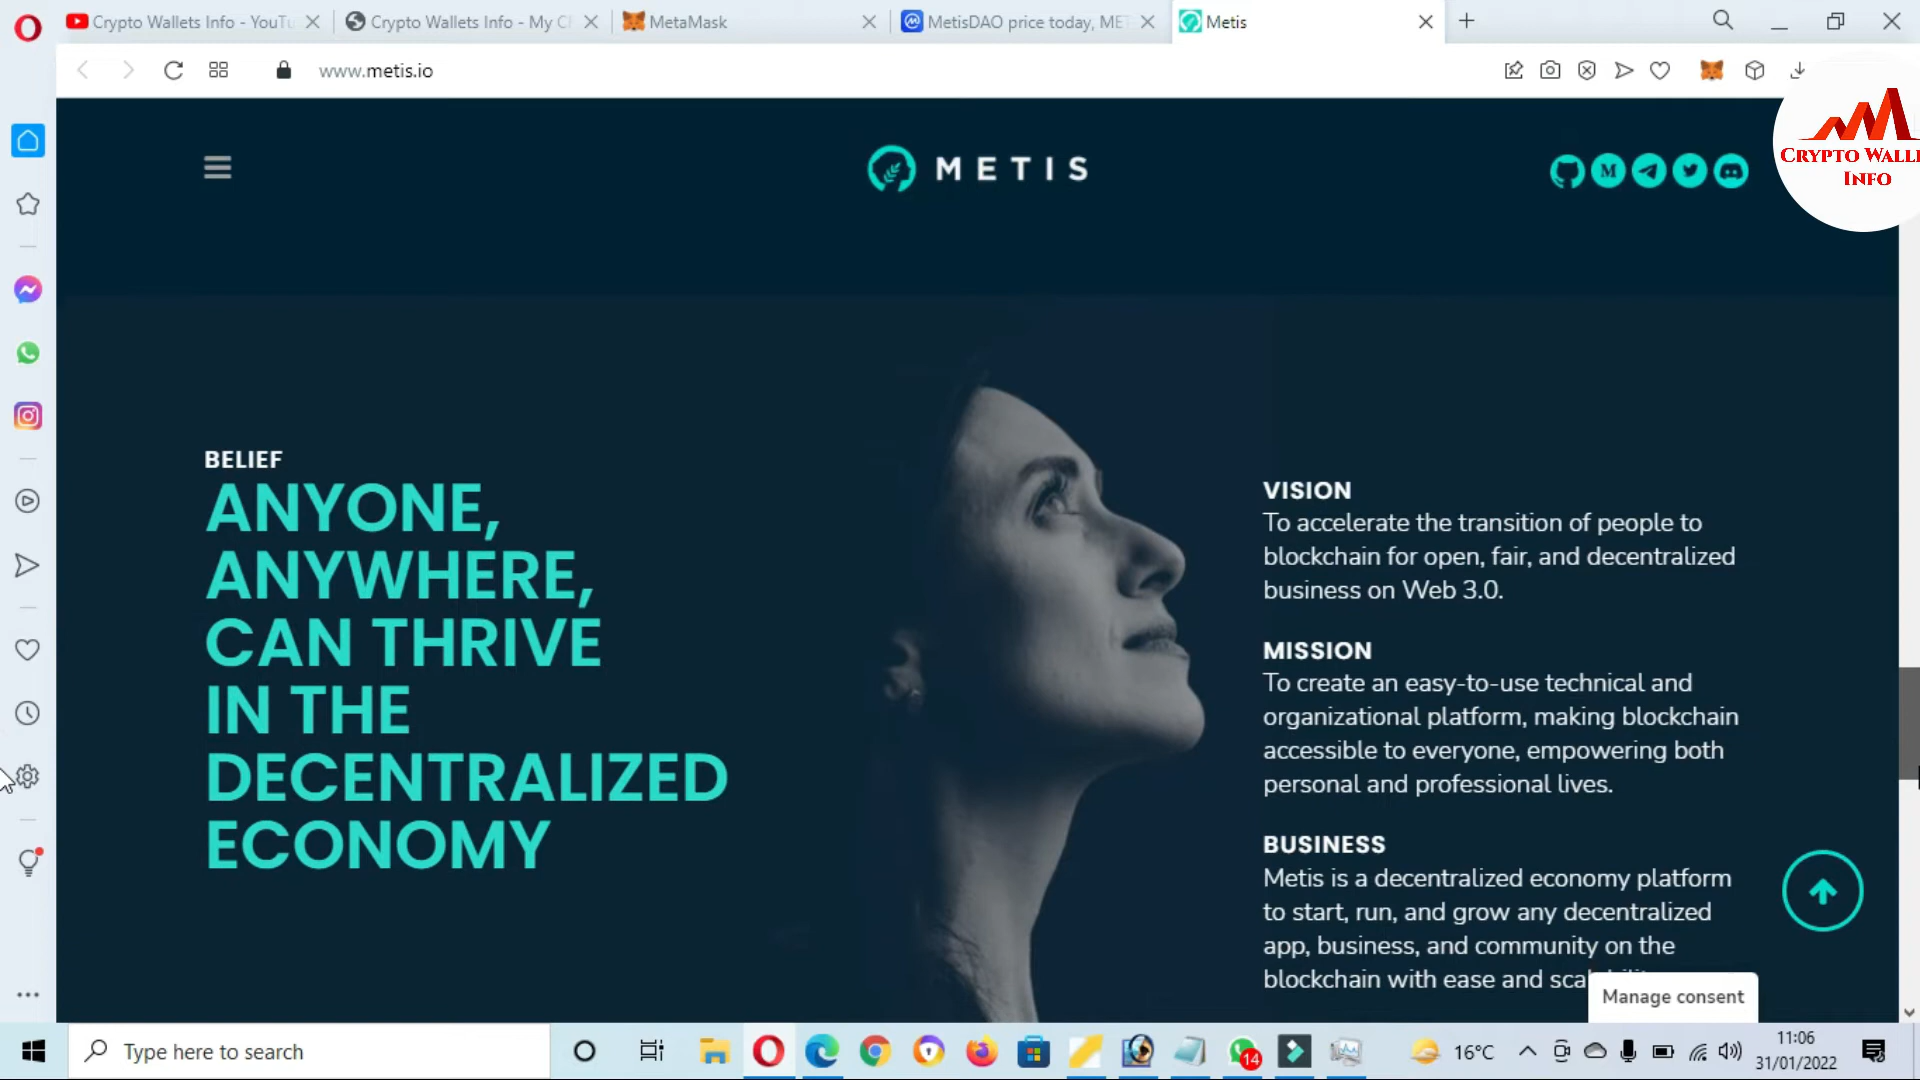 Crypto Wallets Info - YouTu
Crypto Wallets Info - My Cl
MetaMask
MetisDAO price today, MET
Metis
www.metis.io
METIS
CRYPTO WALLE
INFO
BELIEF
ANYONE,
ANYWHERE,
CAN THRIVE
IN THE
DECENTRALIZED
ECONOMY
VISION
To accelerate the transition of people to
blockchain for open, fair, and decentralized
business on Web 3.0.
MISSION
To create an easy-to-use technical and
organizational platform, making blockchain
accessible to everyone, empowering both
personal and professional lives.
BUSINESS
Metis is a decentralized economy platform
to start, run, and grow any decentralized
app, business, and community on the
blockchain with ease and
Manage consent
Type here to search
14
16°C
11:06
31/01/2022